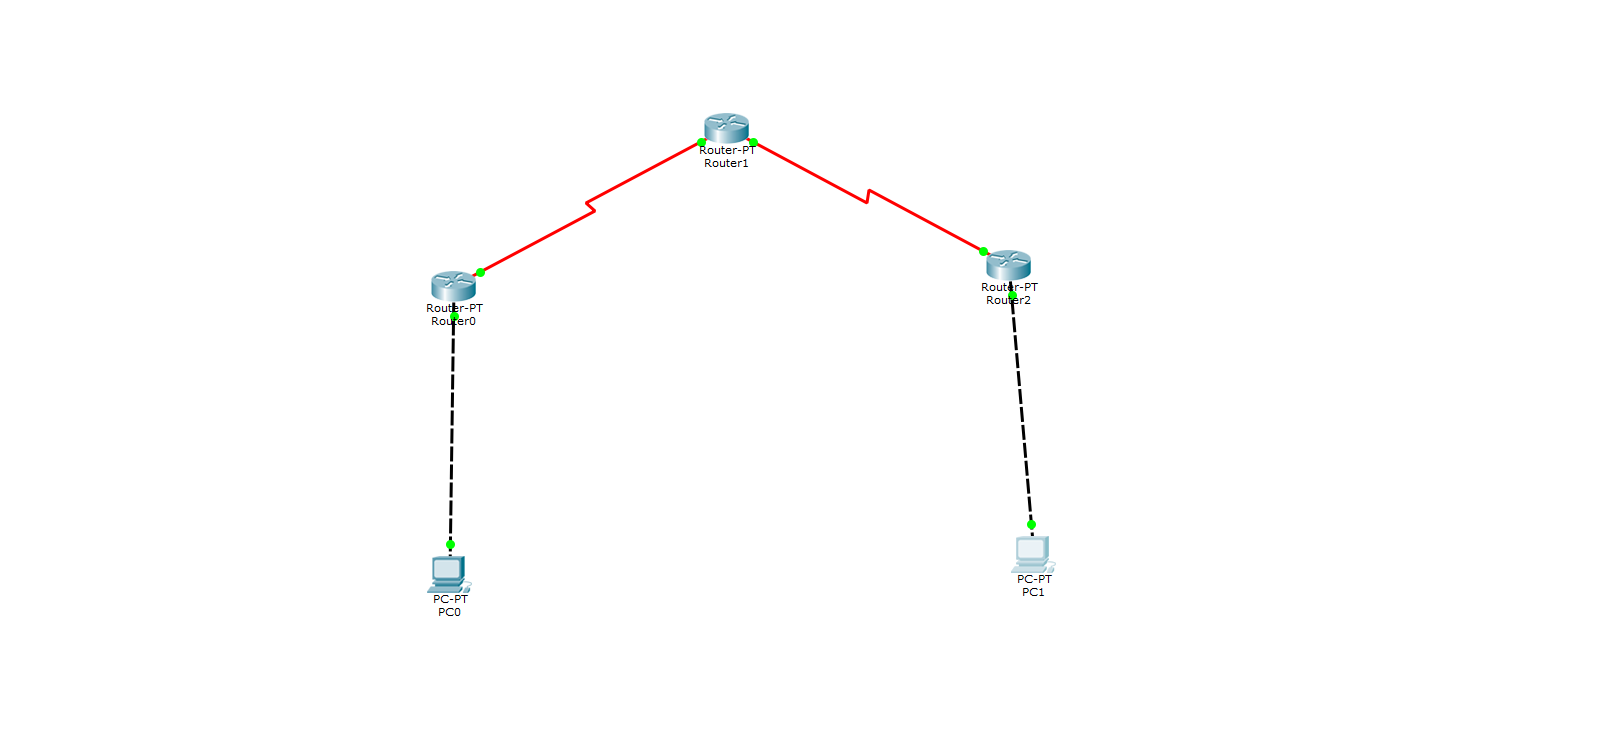 Router-PT
Router1
Router-PT
Router0
Router-PT
Router2
PC-PT
PC0
PC-PT
PC1